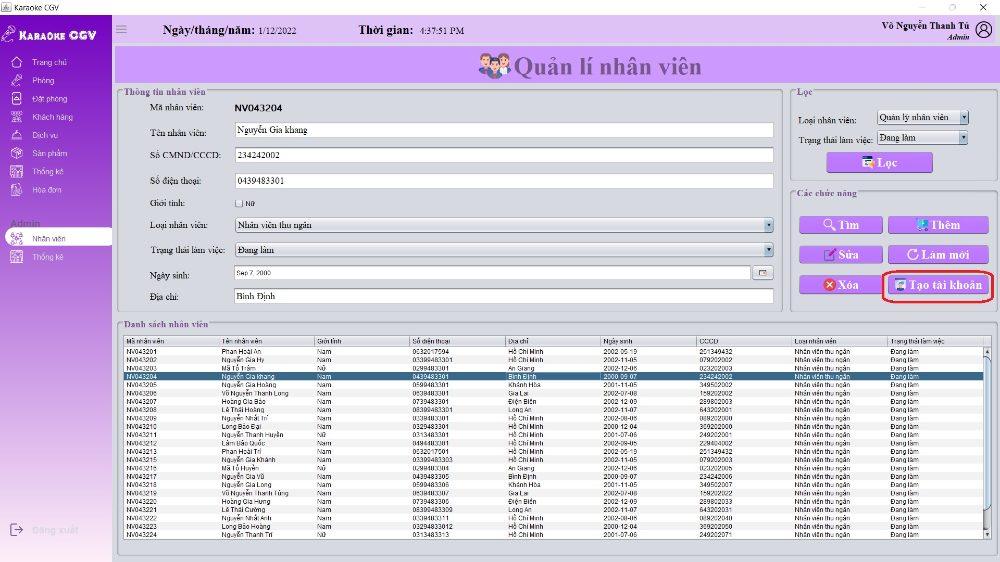 Karaoke CGV
KARAOKE CGV
Ngày/tháng/năm: 1/12/2022 Thời gian: 4:37:51 PM
Võ Nguyễn Thanh Tú
Admin
Trang chủ
Phòng
Đặt phòng
Khách hàng
Dịch vụ
Sản phẩm
Thống kê
Hóa đơn
Admin
Nhân viên
Thống kê
Đăng xuất
Quản lí nhân viên
Thông tin nhân viên
Mã nhân viên: NV043204
Tên nhân viên: Nguyễn Gia khang
Số CMND/CCCD: 234242002
Số điện thoại: 0439483301
Giới tính: Nữ
Loại nhân viên: Nhân viên thu ngân
Trạng thái làm việc: Đang làm
Ngày sinh: Sep 7, 2000
Địa chỉ: Bình Định
Lọc
Loại nhân viên: Quản lý nhân viên
Trạng thái làm việc: Đang làm
Lọc
Các chức năng
Tìm Thêm
Sửa Làm mới
Xóa Tạo tài khoản
Danh sách nhân viên
Mã nhân viên Tên nhân viên Giới tính Số điện thoại Địa chỉ Ngày sinh CCCD Loại nhân viên Trạng thái làm việc
NV043201 Phan Hoài An Nam 0632017594 Hồ Chí Minh 2002-05-19 251349432 Nhân viên thu ngân Đang làm
NV043202 Nguyễn Gia Hy Nam 03399483301 Hồ Chí Minh 2002-11-05 079202002 Nhân viên thu ngân Đang làm
NV043203 Mã Tố Trâm Nữ 0299483301 An Giang 2002-12-06 023202003 Nhân viên thu ngân Đang làm
NV043204 Nguyễn Gia khang Nam 0439483301 Bình Định 2000-09-07 234242002 Nhân viên thu ngân Đang làm
NV043205 Nguyễn Gia Hoàng Nam 0599483301 Khánh Hòa 2001-11-05 349502002 Nhân viên thu ngân Đang làm
NV043206 Võ Nguyễn Thanh Long Nam 0639483301 Gia Lai 2002-07-08 159202002 Nhân viên thu ngân Đang làm
NV043207 Hoàng Gia Bảo Nam 0739483301 Điện Biên 2002-12-09 289802003 Nhân viên thu ngân Đang làm
NV043208 Lê Thái Hoàng Nam 08399483301 Long An 2002-11-07 643202001 Nhân viên thu ngân Đang làm
NV043209 Nguyễn Nhất Trí Nam 0339483301 Hồ Chí Minh 2002-08-06 089202000 Nhân viên thu ngân Đang làm
NV043210 Long Bảo Đại Nam 0329483301 Hồ Chí Minh 2000-12-04 369202000 Nhân viên thu ngân Đang làm
NV043211 Nguyễn Thanh Huyền Nữ 0313483301 Hồ Chí Minh 2001-07-06 249202001 Nhân viên thu ngân Đang làm
NV043212 Lâm Bảo Quốc Nam 0494483301 Hồ Chí Minh 2002-09-05 229404002 Nhân viên thu ngân Đang làm
NV043213 Phan Hoài Trí Nam 0632017501 Hồ Chí Minh 2002-05-19 251349432 Nhân viên thu ngân Đang làm
NV043215 Nguyễn Gia Khánh Nam 03399483303 Hồ Chí Minh 2002-11-05 079202003 Nhân viên thu ngân Đang làm
NV043216 Mã Tố Huyền Nữ 0299483304 An Giang 2002-12-06 023202005 Nhân viên thu ngân Đang làm
NV043217 Nguyễn Gia Vũ Nam 0439483305 Bình Định 2000-09-07 234242006 Nhân viên thu ngân Đang làm
NV043218 Nguyễn Gia Long Nam 0599483306 Khánh Hòa 2001-11-05 349502007 Nhân viên thu ngân Đang làm
NV043219 Võ Nguyễn Thanh Tùng Nam 0639483307 Gia Lai 2002-07-08 159202022 Nhân viên thu ngân Đang làm
NV043220 Hoàng Gia Hưng Nam 0739483306 Điện Biên 2002-12-09 289802033 Nhân viên thu ngân Đang làm
NV043221 Lê Thái Cường Nam 08399483309 Long An 2002-11-07 643202031 Nhân viên thu ngân Đang làm
NV043222 Nguyễn Nhất Anh Nam 0339483311 Hồ Chí Minh 2002-08-06 089202040 Nhân viên thu ngân Đang làm
NV043223 Long Bảo Hoàng Nam 03294833012 Hồ Chí Minh 2000-12-04 369202050 Nhân viên thu ngân Đang làm
NV043224 Nguyễn Thanh Trí Nữ 0313483313 Hồ Chí Minh 2001-07-06 249202071 Nhân viên thu ngân Đang làm